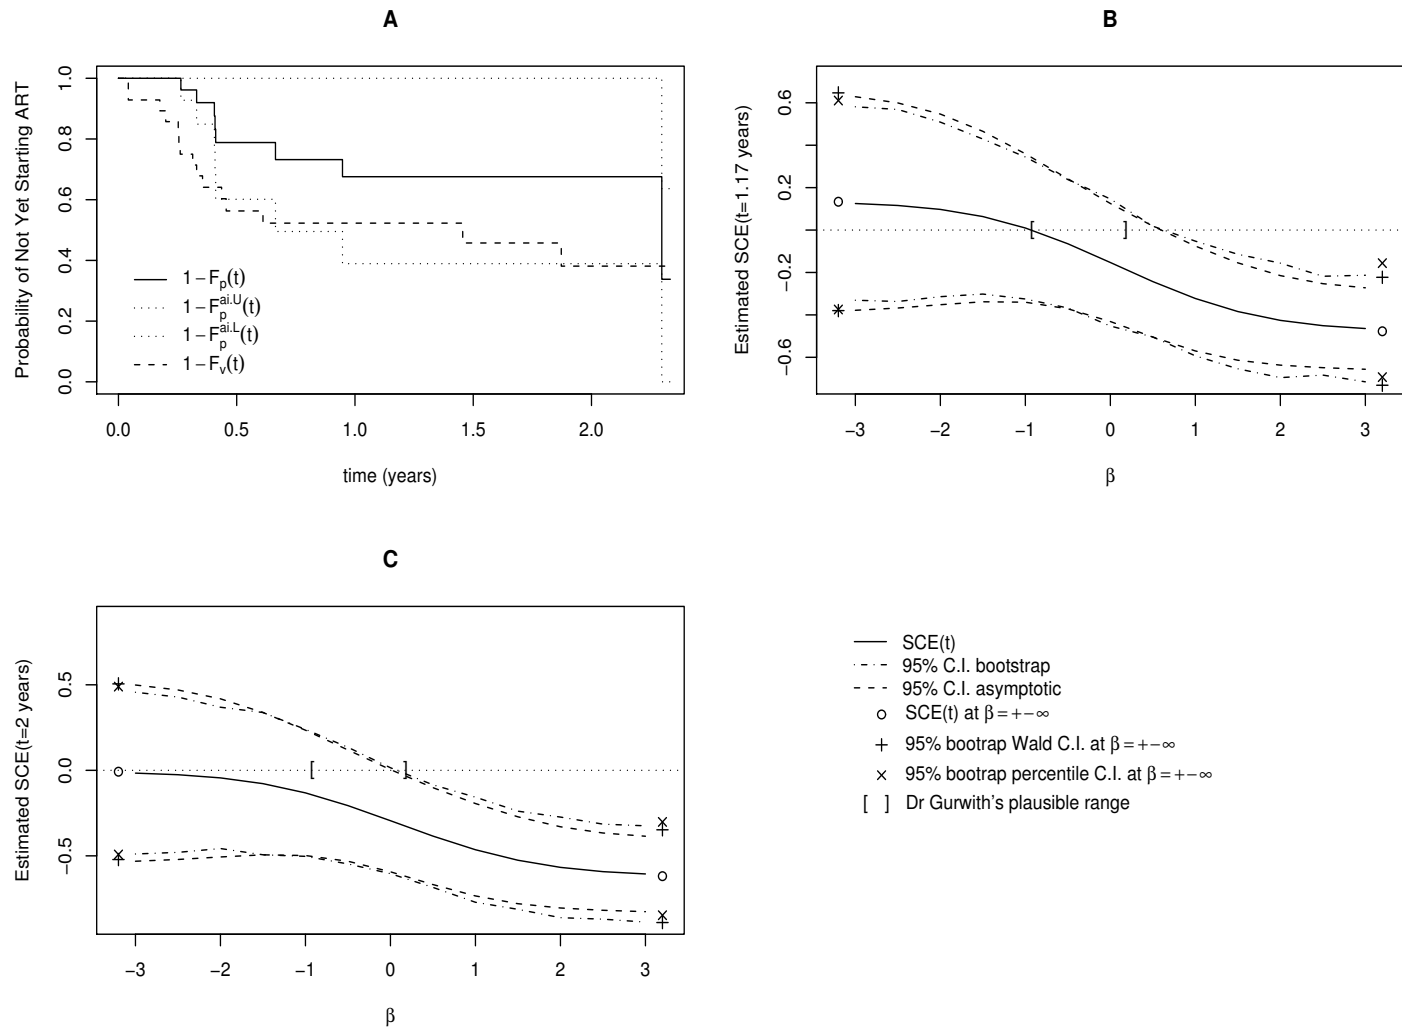 A
Probability of Not Yet Starting ART
1.0
0.8
0.6
0.4
0.2
0.0
1−Fp(t)
1−Fp^ai.U(t)
1−Fp^ai.L(t)
1−Fv(t)
0.0 0.5 1.0 1.5 2.0
time (years)
B
Estimated SCE(t=1.17 years)
0.6
0.2
−0.2
−0.6
[ ]
−3 −2 −1 0 1 2 3
β
C
Estimated SCE(t=2 years)
0.5
0.0
−0.5
[ ]
−3 −2 −1 0 1 2 3
β
SCE(t)
95% C.I. bootstrap
95% C.I. asymptotic
SCE(t) at β=+−∞
95% bootrap Wald C.I. at β=+−∞
95% bootrap percentile C.I. at β=+−∞
[ ] Dr Gurwith's plausible range